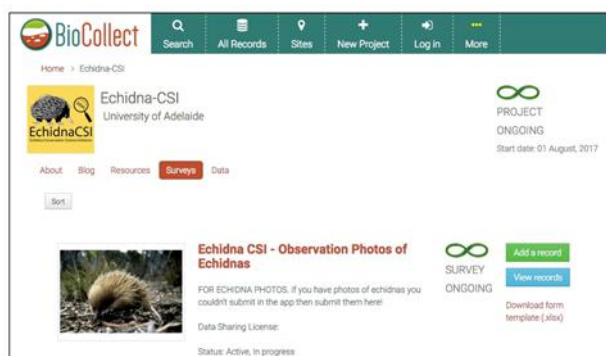 BioCollect
Search
All Records
Sites
New Project
Log in
More
Home > Echidna-CSI
Echidna-CSI
University of Adelaide
EchidnaCSI
PROJECT
ONGOING
Start date: 01 August, 2017
About
Blog
Resources
Surveys
Data
Sort
Echidna CSI - Observation Photos of
Echidnas
FOR ECHIDNA PHOTOS. If you have photos of echidnas you
couldn't submit in the app then submit them here!
Data Sharing License:
Status: Active, In progress
SURVEY
ONGOING
Add a record
View records
Download form
template (.xlsx)